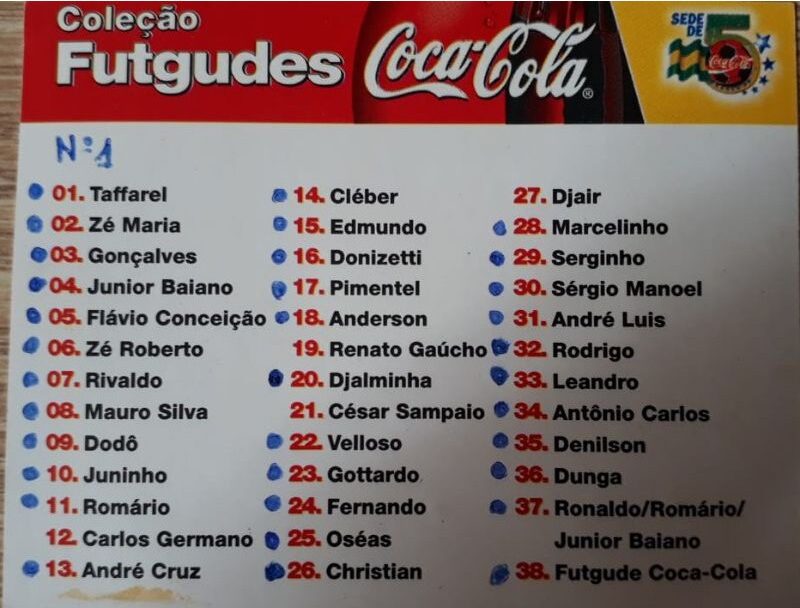 Coleção
Futgudes
Coca-Cola®
SEDE
DE
5
Coca-Cola
Nº1
01. Taffarel
02. Zé Maria
03. Gonçalves
04. Junior Baiano
05. Flávio Conceição
06. Zé Roberto
07. Rivaldo
08. Mauro Silva
09. Dodô
10. Juninho
11. Romário
12. Carlos Germano
13. André Cruz
14. Cléber
15. Edmundo
16. Donizetti
17. Pimentel
18. Anderson
19. Renato Gaúcho
20. Djalminha
21. César Sampaio
22. Velloso
23. Gottardo
24. Fernando
25. Oséas
26. Christian
27. Djair
28. Marcelinho
29. Serginho
30. Sérgio Manoel
31. André Luis
32. Rodrigo
33. Leandro
34. Antônio Carlos
35. Denilson
36. Dunga
37. Ronaldo/Romário/
Junior Baiano
38. Futgude Coca-Cola